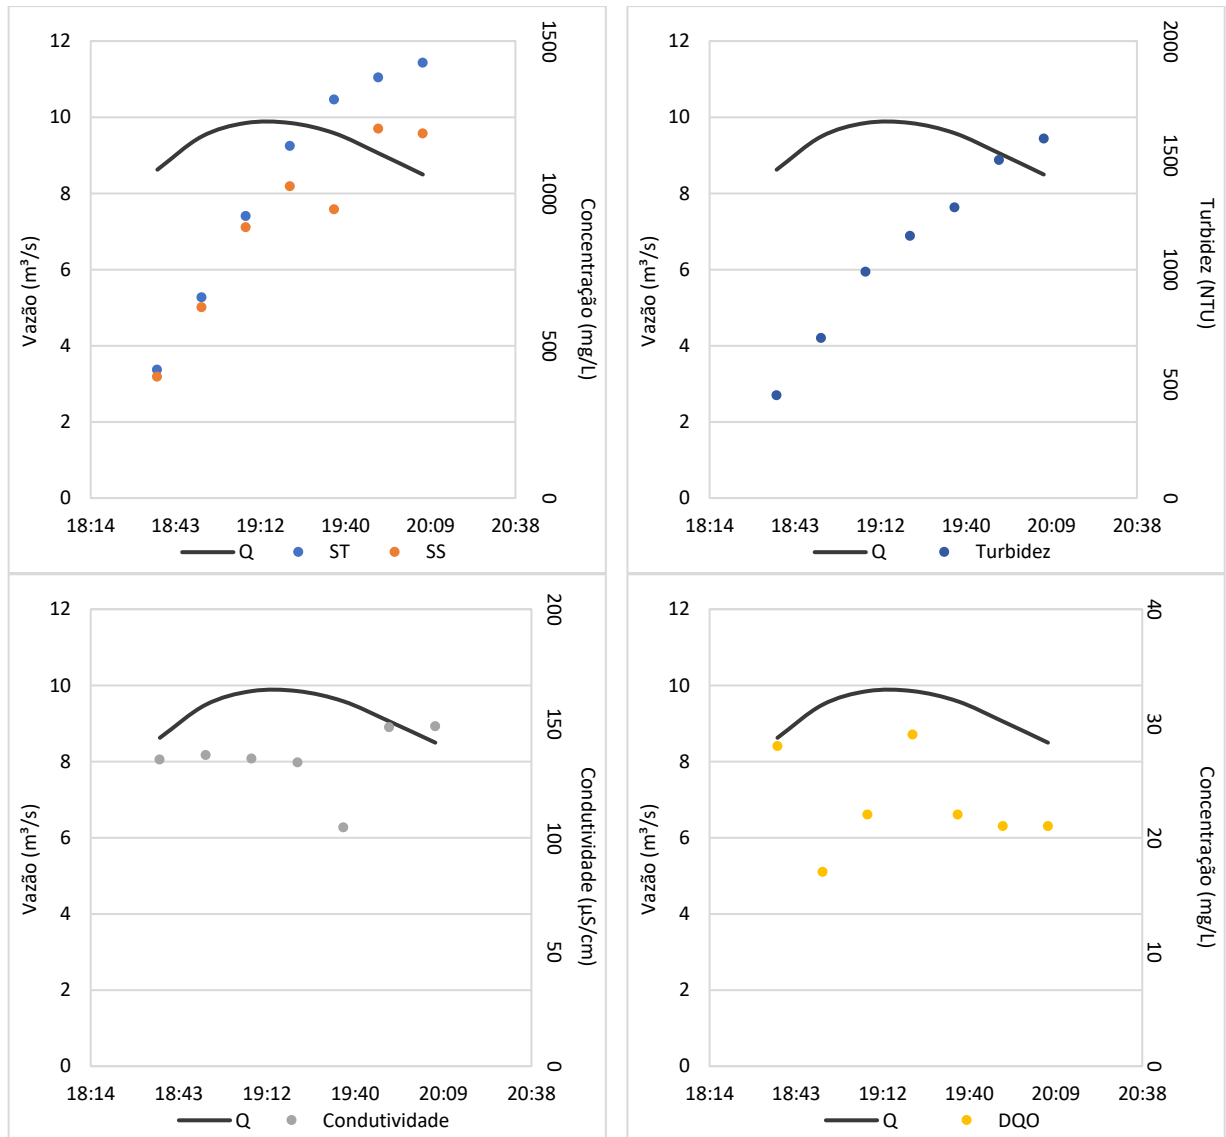 12
10
8
6
4
2
0
Vazão (m³/s)
1500
1000
500
0
Concentração (mg/L)
18:14 18:43 19:12 19:40 20:09 20:38
Q ST SS
12
10
8
6
4
2
0
Vazão (m³/s)
2000
1500
1000
500
0
Turbidez (NTU)
18:14 18:43 19:12 19:40 20:09 20:38
Q Turbidez
12
10
8
6
4
2
0
Vazão (m³/s)
200
150
100
50
0
Condutividade (µS/cm)
18:14 18:43 19:12 19:40 20:09 20:38
Q Condutividade
12
10
8
6
4
2
0
Vazão (m³/s)
40
30
20
10
0
Concentração (mg/L)
18:14 18:43 19:12 19:40 20:09 20:38
Q DQO